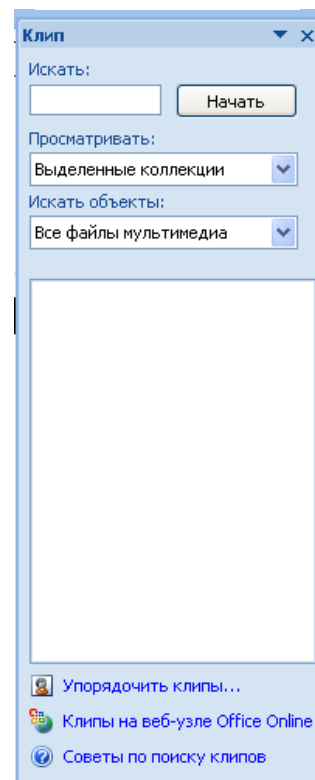 Клип
Искать:
Начать
Просматривать:
Выделенные коллекции
Искать объекты:
Все файлы мультимедиа
Упорядочить клипы...
Клипы на веб-узле Office Online
Советы по поиску клипов